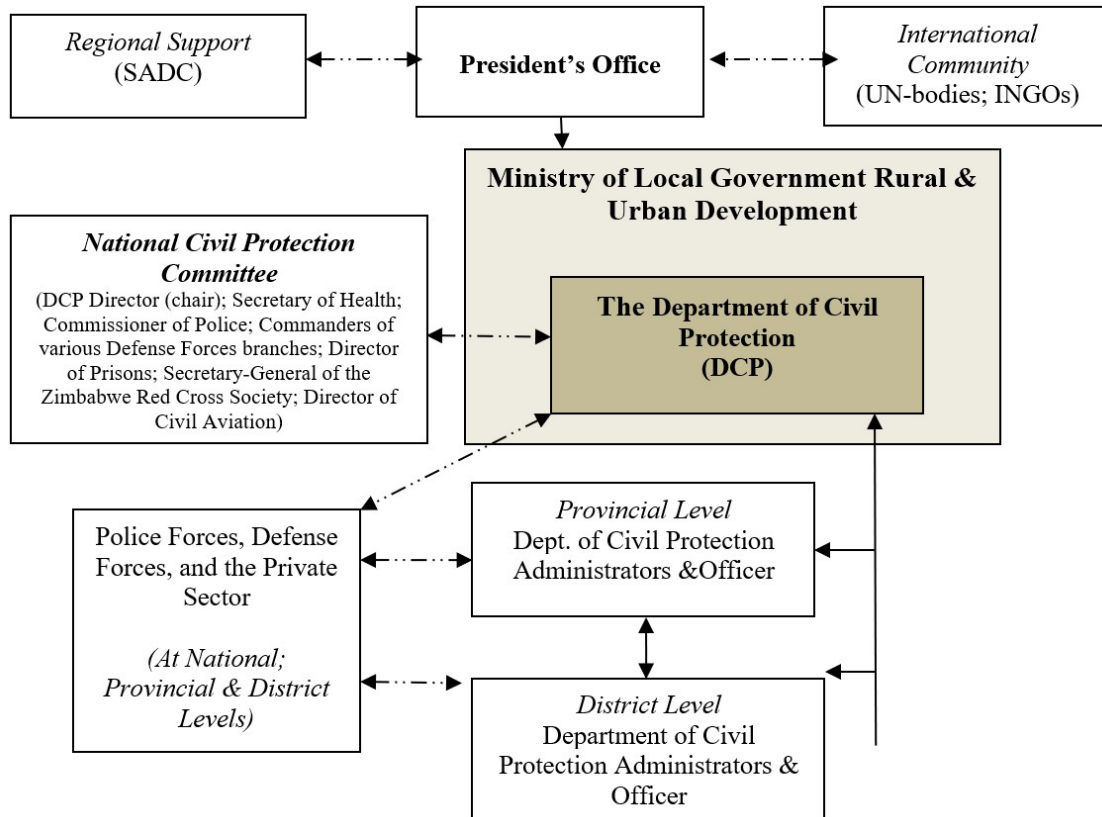 Regional Support
(SADC)
President's Office
International
Community
(UN-bodies; INGOs)
Ministry of Local Government Rural &
Urban Development
National Civil Protection
Committee
(DCP Director (chair); Secretary of Health;
Commissioner of Police; Commanders of
various Defense Forces branches; Director
of Prisons; Secretary-General of the
Zimbabwe Red Cross Society; Director of
Civil Aviation)
The Department of Civil
Protection
(DCP)
Police Forces, Defense
Forces, and the Private
Sector
(At National;
Provincial & District
Levels)
Provincial Level
Dept. of Civil Protection
Administrators &Officer
District Level
Department of Civil
Protection Administrators &
Officer